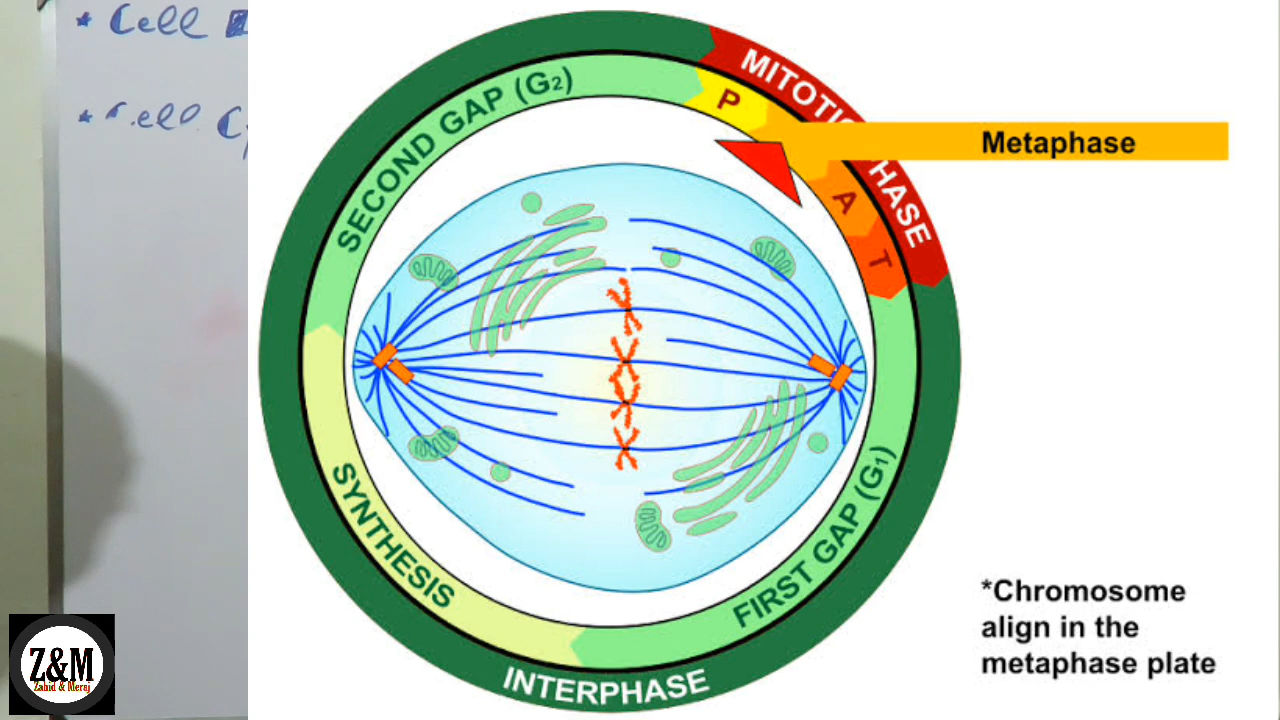 * Cell
* Cell
SECOND GAP (G2)
MITOTIC PHASE
P
Metaphase
A
T
SYNTHESIS
FIRST GAP (G1)
INTERPHASE
*Chromosome
align in the
metaphase plate
Z&M
Zahid & Meraj